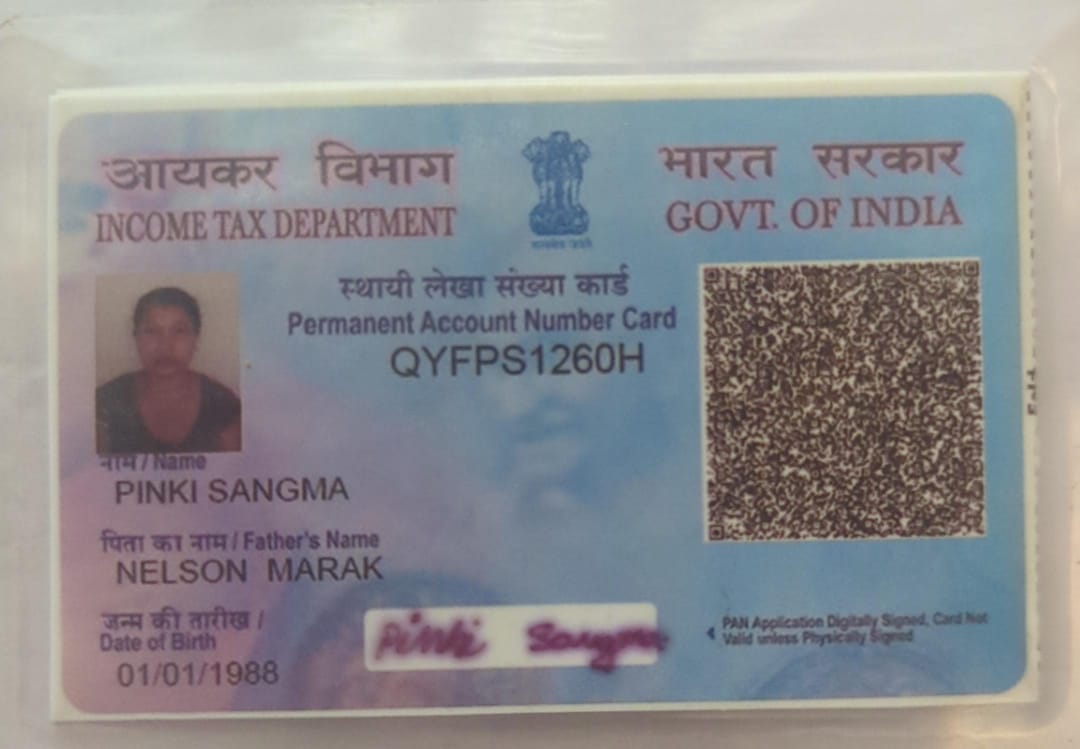 आयकर विभाग
INCOME TAX DEPARTMENT
भारत सरकार
GOVT. OF INDIA
स्थायी लेखा संख्या कार्ड
Permanent Account Number Card
QYFPS1260H
नाम / Name
PINKI SANGMA
पिता का नाम / Father's Name
NELSON MARAK
जन्म की तारीख /
Date of Birth
01/01/1988
Pinki Sangma
PAN Application Digitally Signed, Card Not
Valid unless Physically Signed